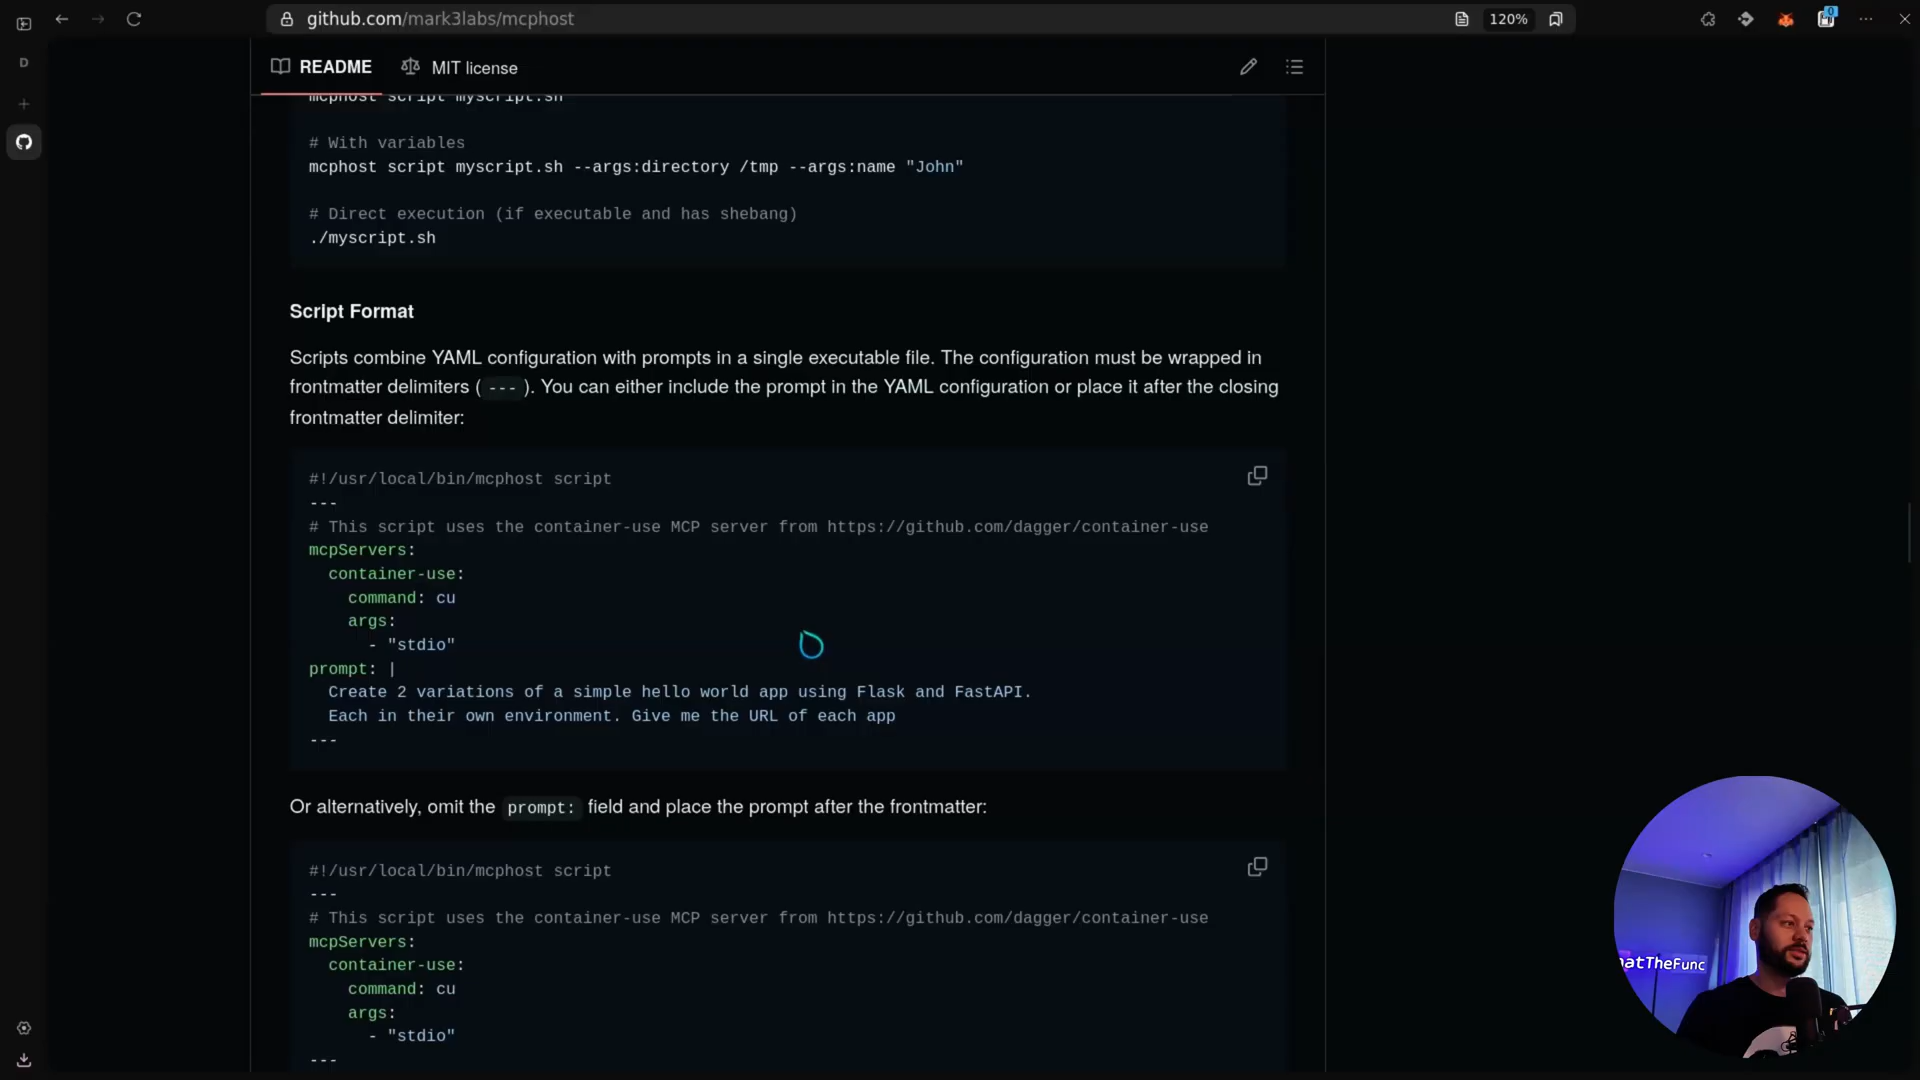 github.com/mark3labs/mcphost
120%
0
D
README
MIT license
mcphost script myscript.sh
# With variables
mcphost script myscript.sh --args:directory /tmp --args:name "John"
# Direct execution (if executable and has shebang)
./myscript.sh
Script Format
Scripts combine YAML configuration with prompts in a single executable file. The configuration must be wrapped in
frontmatter delimiters ( --- ). You can either include the prompt in the YAML configuration or place it after the closing
frontmatter delimiter:
#!/usr/local/bin/mcphost script
---
# This script uses the container-use MCP server from https://github.com/dagger/container-use
mcpServers:
  container-use:
    command: cu
    args:
      - "stdio"
prompt: |
  Create 2 variations of a simple hello world app using Flask and FastAPI.
  Each in their own environment. Give me the URL of each app
---
Or alternatively, omit the prompt: field and place the prompt after the frontmatter:
#!/usr/local/bin/mcphost script
---
# This script uses the container-use MCP server from https://github.com/dagger/container-use
mcpServers:
  container-use:
    command: cu
    args:
      - "stdio"
---
atTheFunc